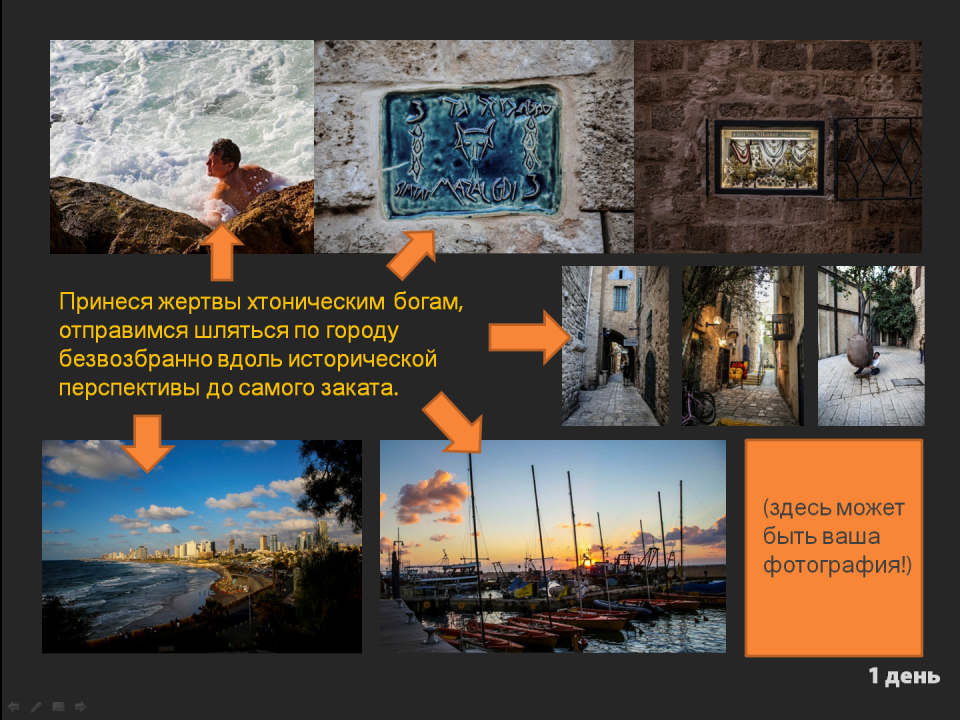 Принеся жертвы хтоническим богам,
отправимся шляться по городу
безвозбранно вдоль исторической
перспективы до самого заката.
(здесь может
быть ваша
фотография!)
1 день